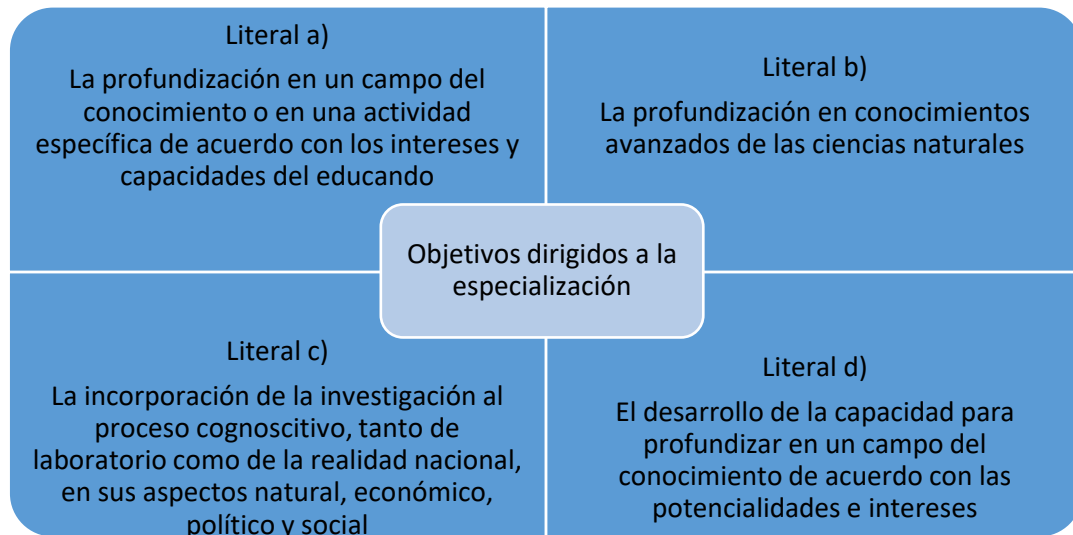 Literal a)
La profundización en un campo del
conocimiento o en una actividad
específica de acuerdo con los intereses y
capacidades del educando
Literal b)
La profundización en conocimientos
avanzados de las ciencias naturales
Objetivos dirigidos a la
especialización
Literal c)
La incorporación de la investigación al
proceso cognoscitivo, tanto de
laboratorio como de la realidad nacional,
en sus aspectos natural, económico,
político y social
Literal d)
El desarrollo de la capacidad para
profundizar en un campo del
conocimiento de acuerdo con las
potencialidades e intereses